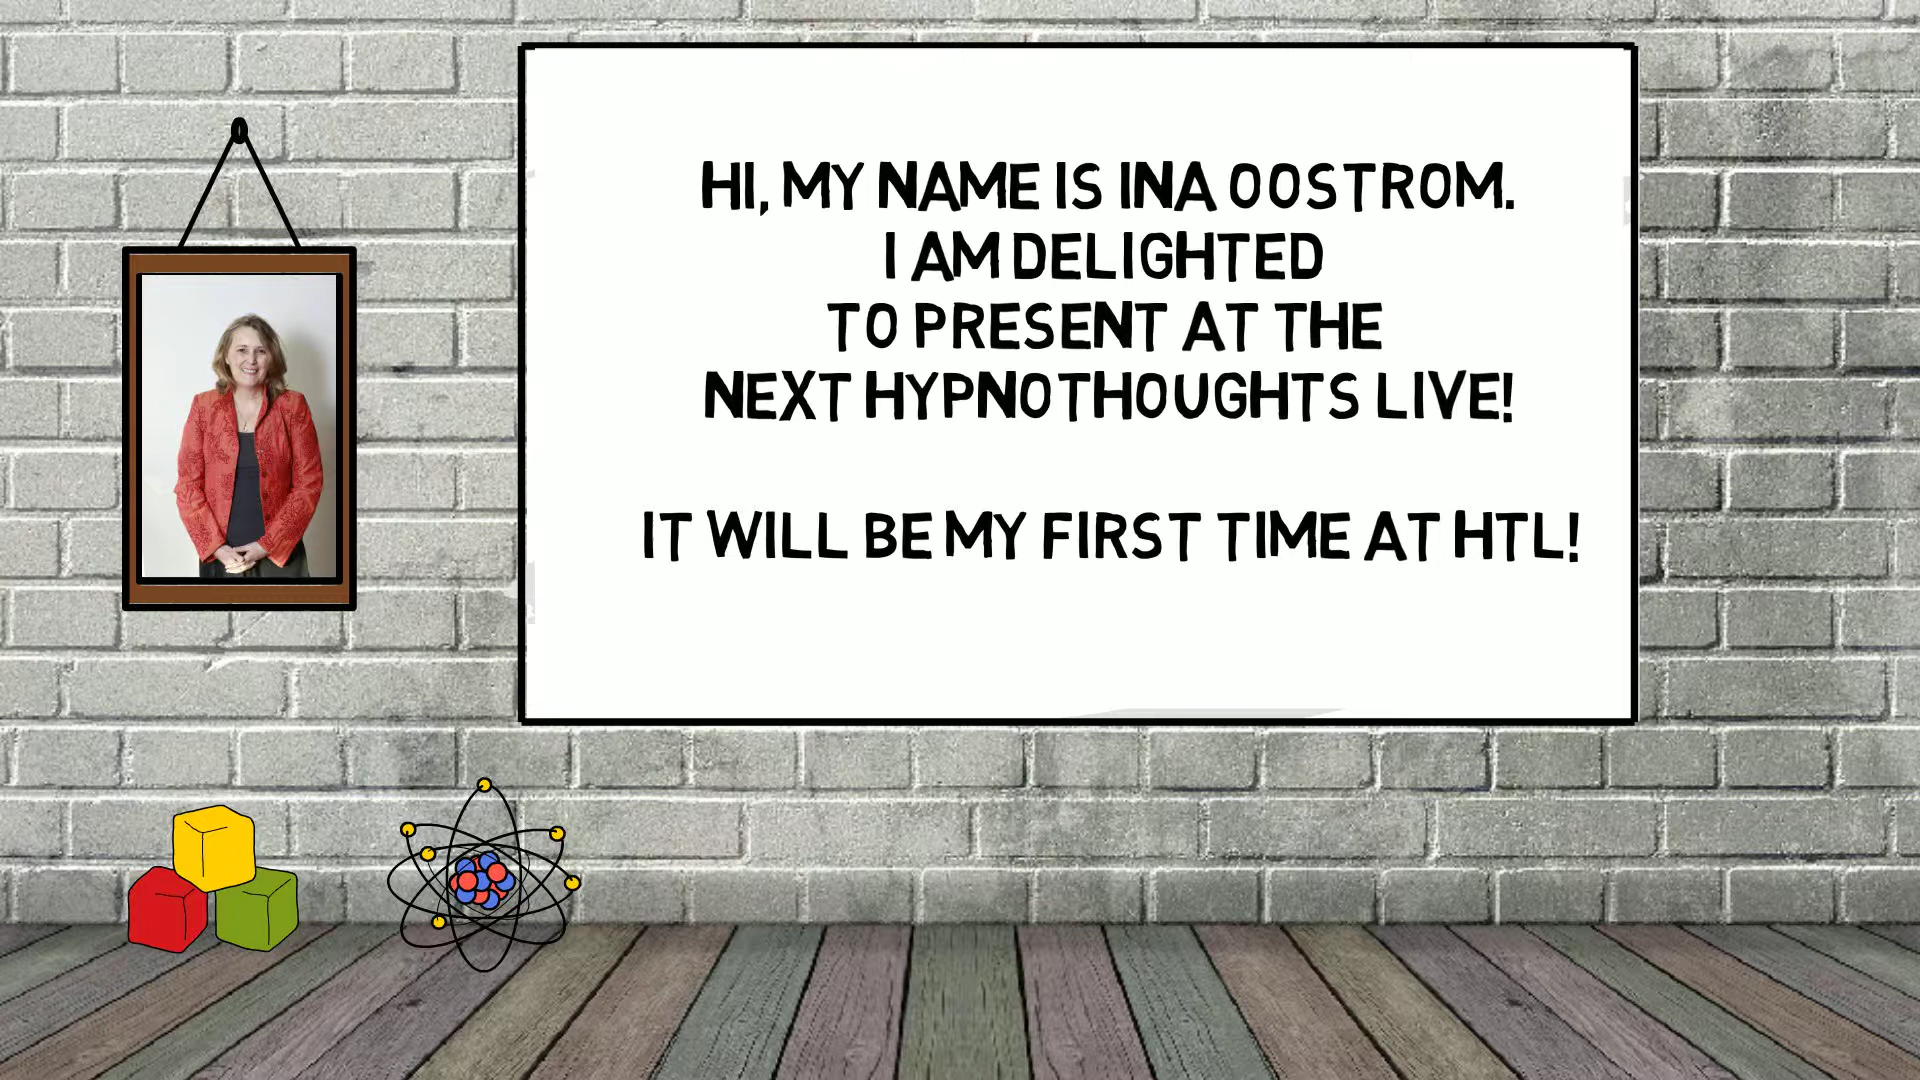 HI, MY NAME IS INA OOSTROM.
I AM DELIGHTED
TO PRESENT AT THE
NEXT HYPNOTHOUGHTS LIVE!
IT WILL BE MY FIRST TIME AT HTL!